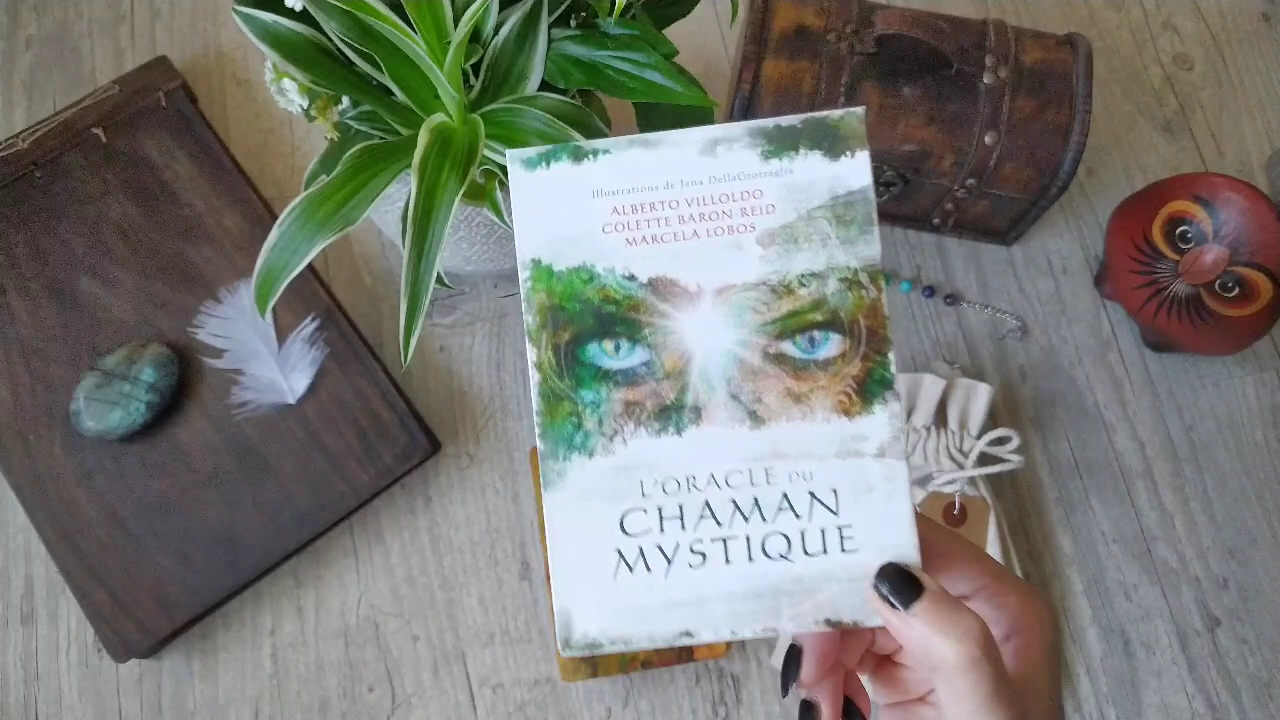 Illustrations de Jena DellaGrottaglia
ALBERTO VILLOLDO
COLETTE BARON-REID
MARCELA LOBOS
L'ORACLE DU
CHAMAN
MYSTIQUE